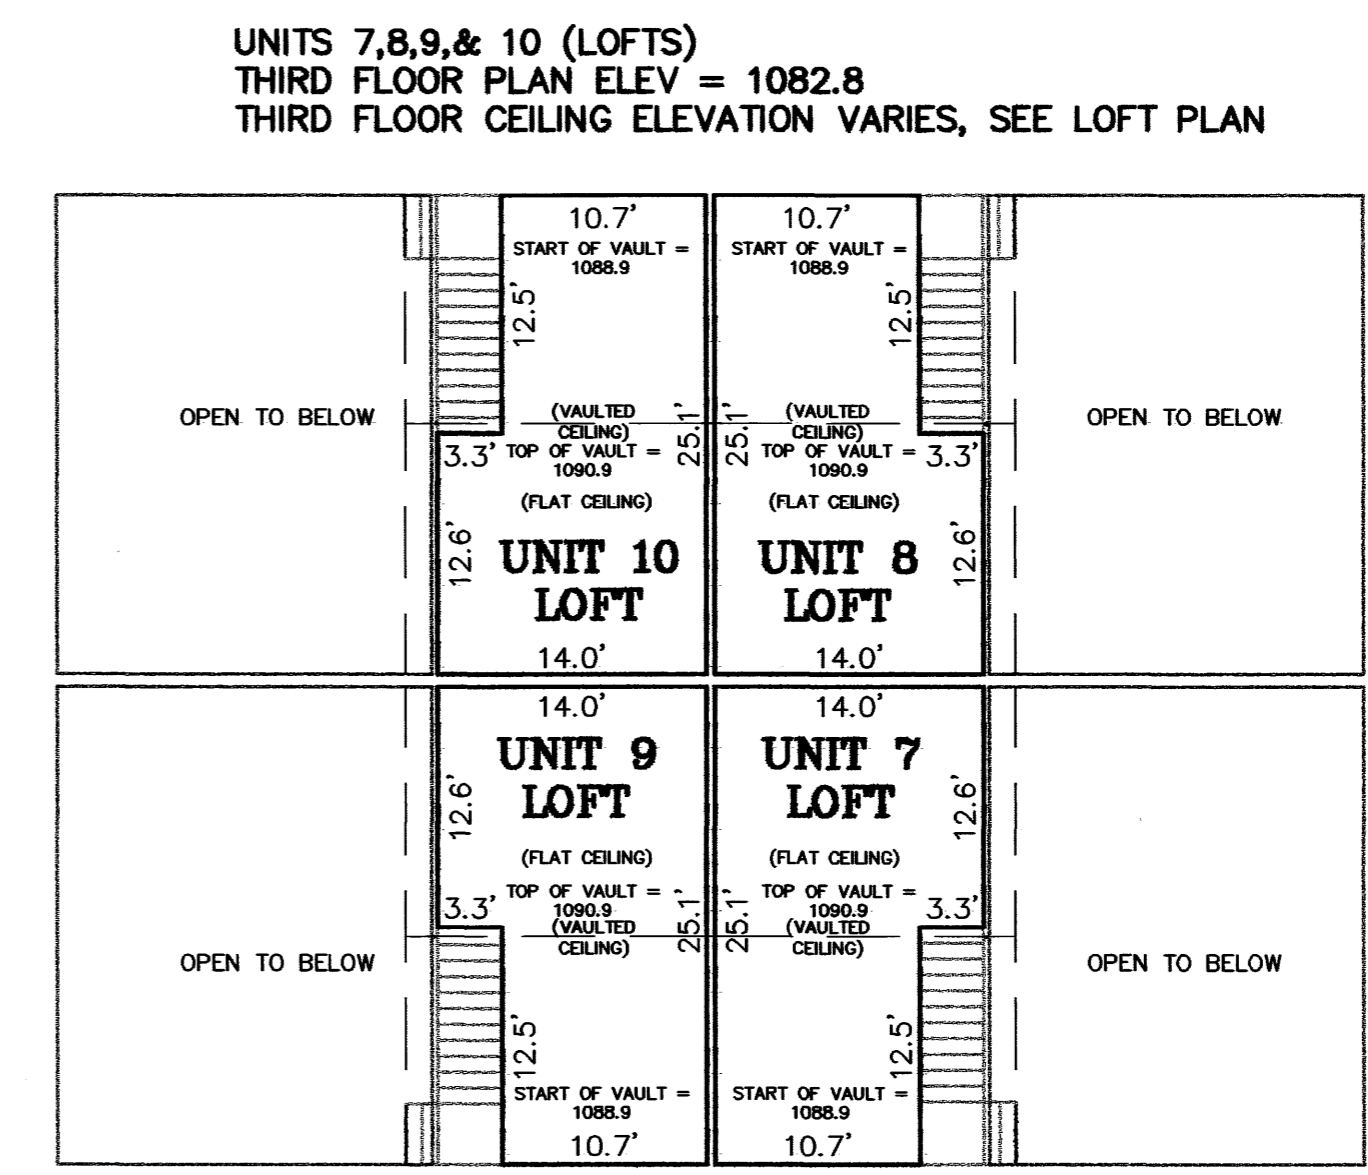 UNITS 7,8,9,& 10 (LOFTS)
THIRD FLOOR PLAN ELEV = 1082.8
THIRD FLOOR CEILING ELEVATION VARIES, SEE LOFT PLAN
10.7'
START OF VAULT =
1088.9
12.5'
OPEN TO BELOW
(VAULTED
CEILING)
25.1'
3.3'
TOP OF VAULT =
1090.9
(FLAT CEILING)
12.6'
UNIT 10
LOFT
14.0'
10.7'
START OF VAULT =
1088.9
12.5'
(VAULTED
CEILING)
25.1'
TOP OF VAULT =
1090.9
3.3'
OPEN TO BELOW
(FLAT CEILING)
12.6'
UNIT 8
LOFT
14.0'
14.0'
UNIT 9
LOFT
12.6'
(FLAT CEILING)
TOP OF VAULT =
1090.9
3.3'
25.1'
(VAULTED
CEILING)
OPEN TO BELOW
12.5'
START OF VAULT =
1088.9
10.7'
14.0'
UNIT 7
LOFT
12.6'
(FLAT CEILING)
TOP OF VAULT =
1090.9
3.3'
25.1'
(VAULTED
CEILING)
OPEN TO BELOW
12.5'
START OF VAULT =
1088.9
10.7'